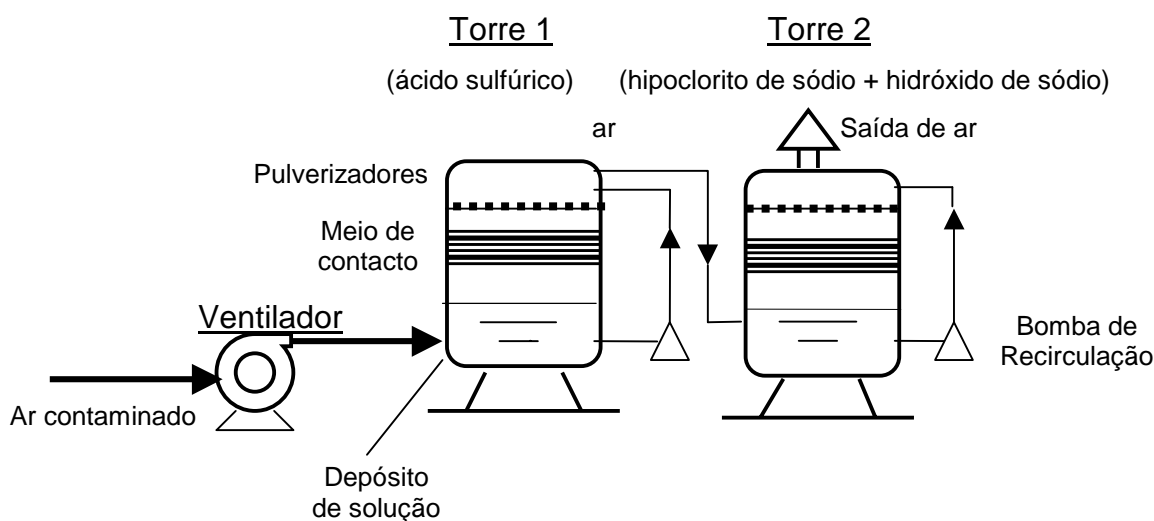 Torre 1
Torre 2
(ácido sulfúrico)
(hipoclorito de sódio + hidróxido de sódio)
ar
Saída de ar
Pulverizadores
Meio de
contacto
Ventilador
Bomba de
Recirculação
Ar contaminado
Depósito
de solução